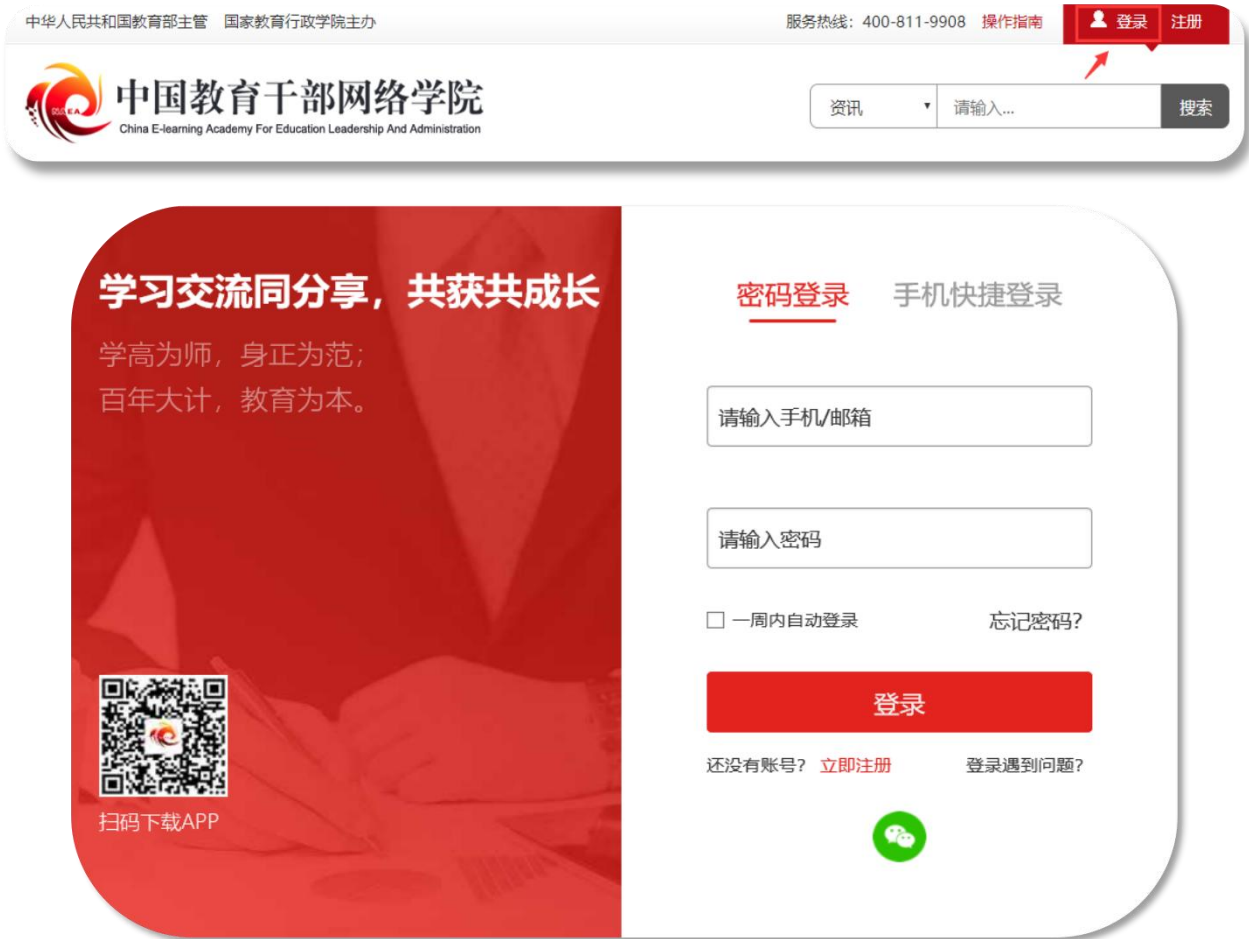 中华人民共和国教育部主管 国家教育行政学院主办
服务热线：400-811-9908 操作指南 登录 注册
中国教育干部网络学院
China E-learning Academy For Education Leadership And Administration
资讯 请输入... 搜索
学习交流同分享，共获共成长
学高为师，身正为范；
百年大计，教育为本。
扫码下载APP
密码登录 手机快捷登录
请输入手机/邮箱
请输入密码
一周内自动登录 忘记密码?
登录
还没有账号? 立即注册 登录遇到问题?